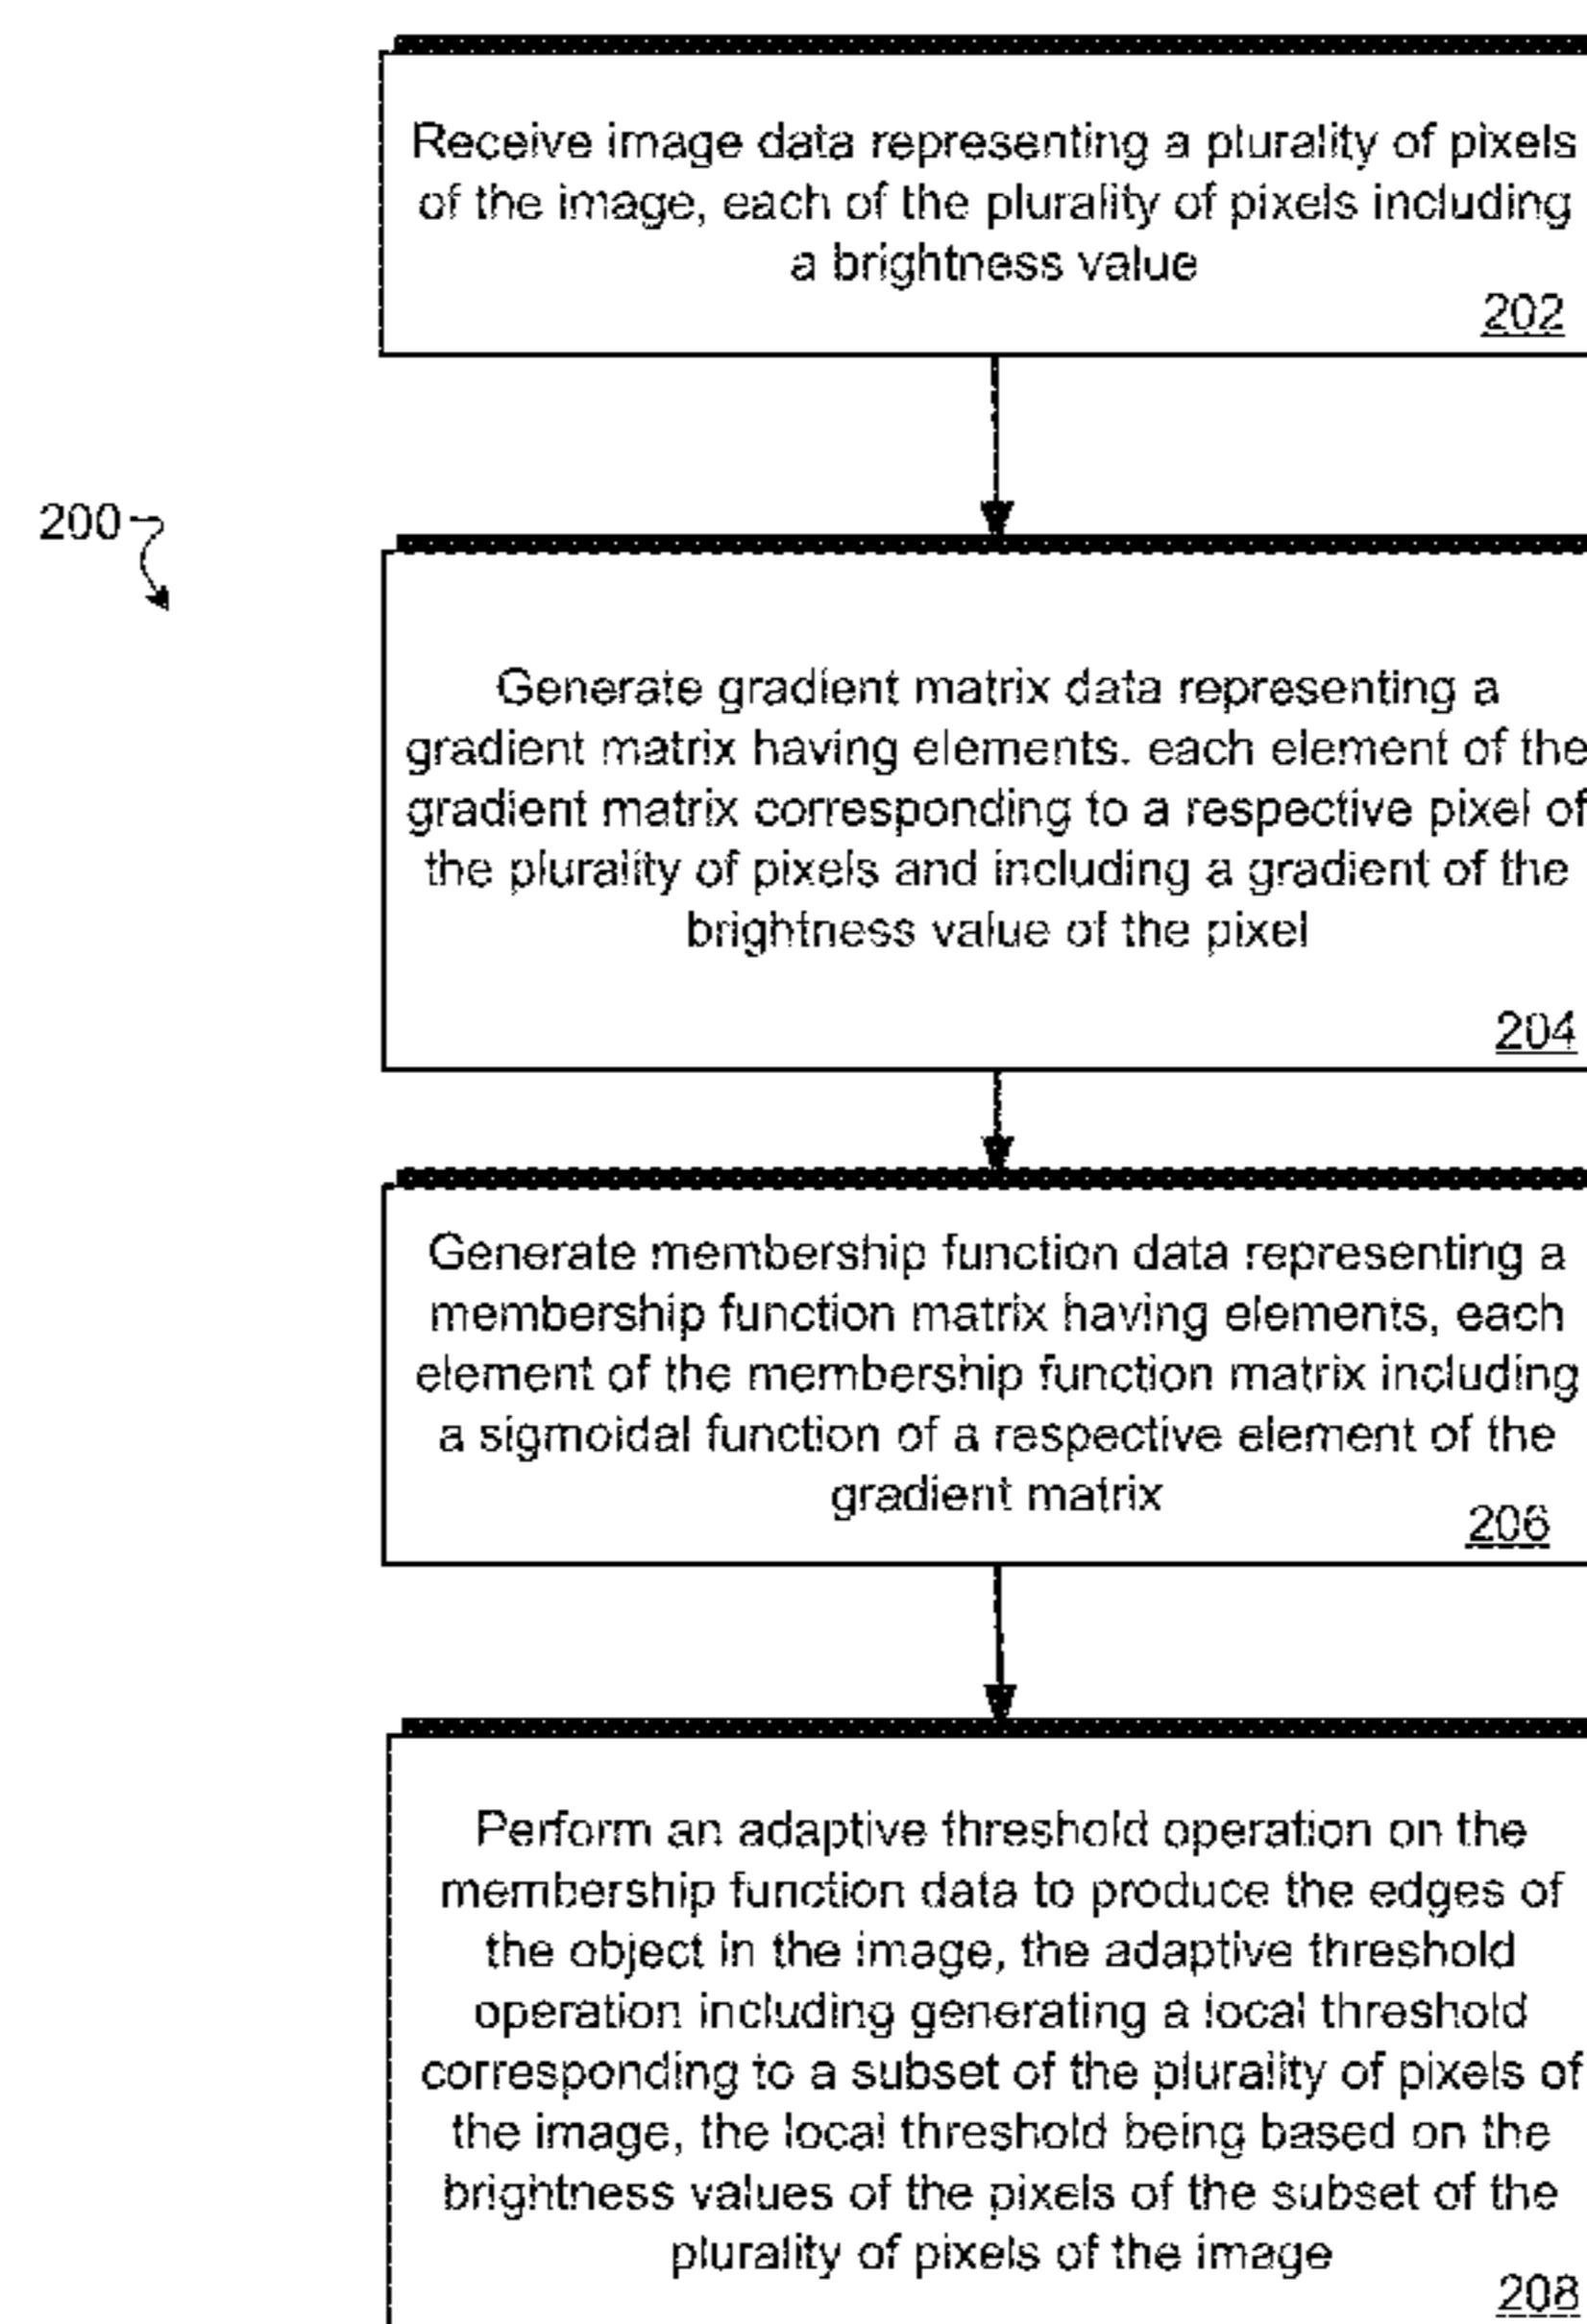 Receive image data representing a plurality of pixels
of the image, each of the plurality of pixels including
a brightness value
202
200
Generate gradient matrix data representing a
gradient matrix having elements. each element of the
gradient matrix corresponding to a respective pixel of
the plurality of pixels and including a gradient of the
brightness value of the pixel
204
Generate membership function data representing a
membership function matrix having elements, each
element of the membership function matrix including
a sigmoidal function of a respective element of the
gradient matrix
206
Perform an adaptive threshold operation on the
membership function data to produce the edges of
the object in the image, the adaptive threshold
operation including generating a local threshold
corresponding to a subset of the plurality of pixels of
the image, the local threshold being based on the
brightness values of the pixels of the subset of the
plurality of pixels of the image
208